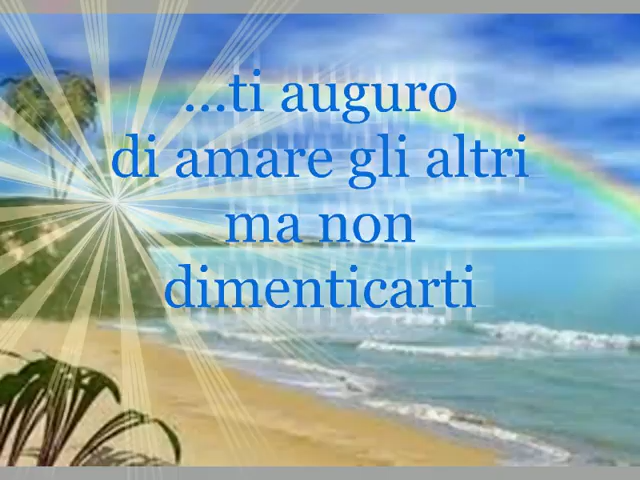 ...ti auguro
di amare gli altri
ma non
dimenticarti